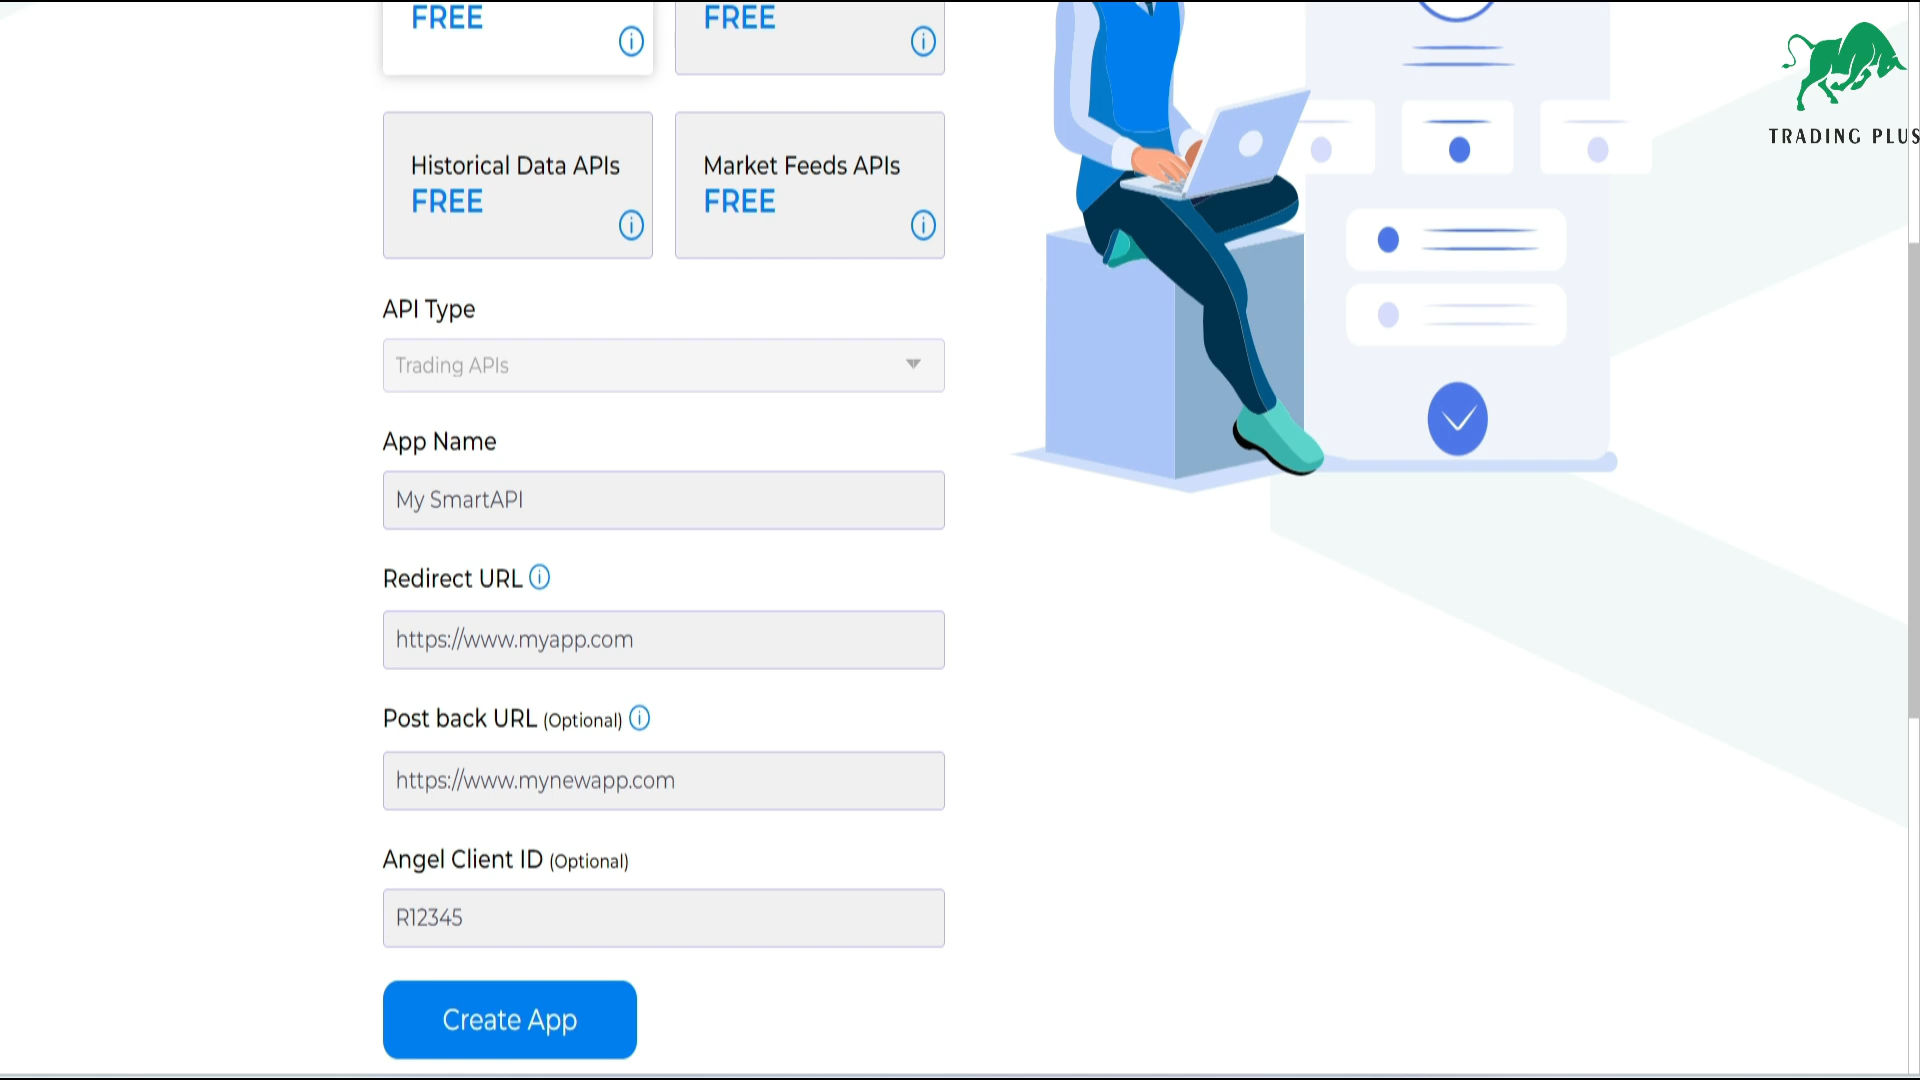 FREE
FREE
Historical Data APIs
FREE
Market Feeds APIs
FREE
API Type
Trading APIs
App Name
My SmartAPI
Redirect URL
https://www.myapp.com
Post back URL (Optional)
https://www.mynewapp.com
Angel Client ID (Optional)
R12345
Create App
TRADING PLUS